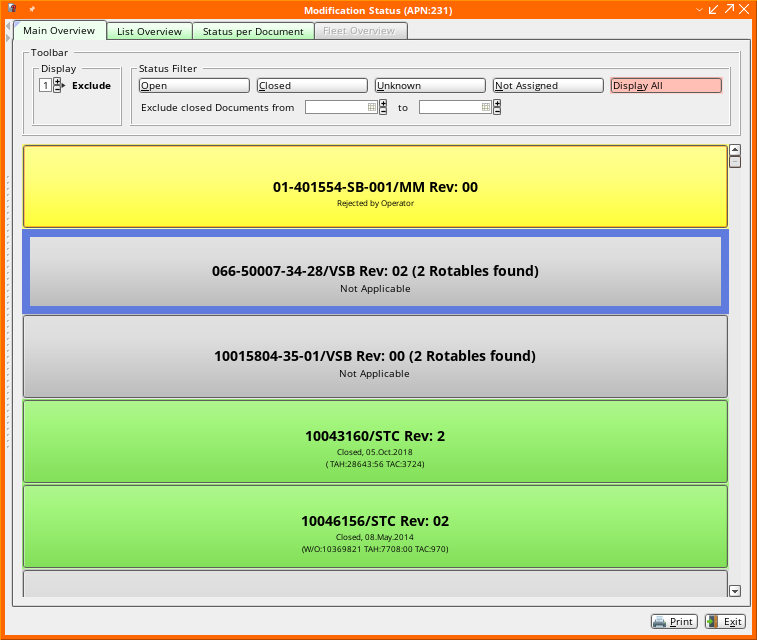 Modification Status (APN:231)
Main Overview
List Overview
Status per Document
Fleet Overview
Toolbar
Display
1
Exclude
Status Filter
Open
Closed
Unknown
Not Assigned
Display All
Exclude closed Documents from
to
01-401554-SB-001/MM Rev: 00
Rejected by Operator
066-50007-34-28/VSB Rev: 02 (2 Rotables found)
Not Applicable
10015804-35-01/VSB Rev: 00 (2 Rotables found)
Not Applicable
10043160/STC Rev: 2
Closed, 05.Oct.2018
( TAH:28643:56 TAC:3724)
10046156/STC Rev: 02
Closed, 08.May.2014
(W/O:10369821 TAH:7708:00 TAC:970)
Print
Exit